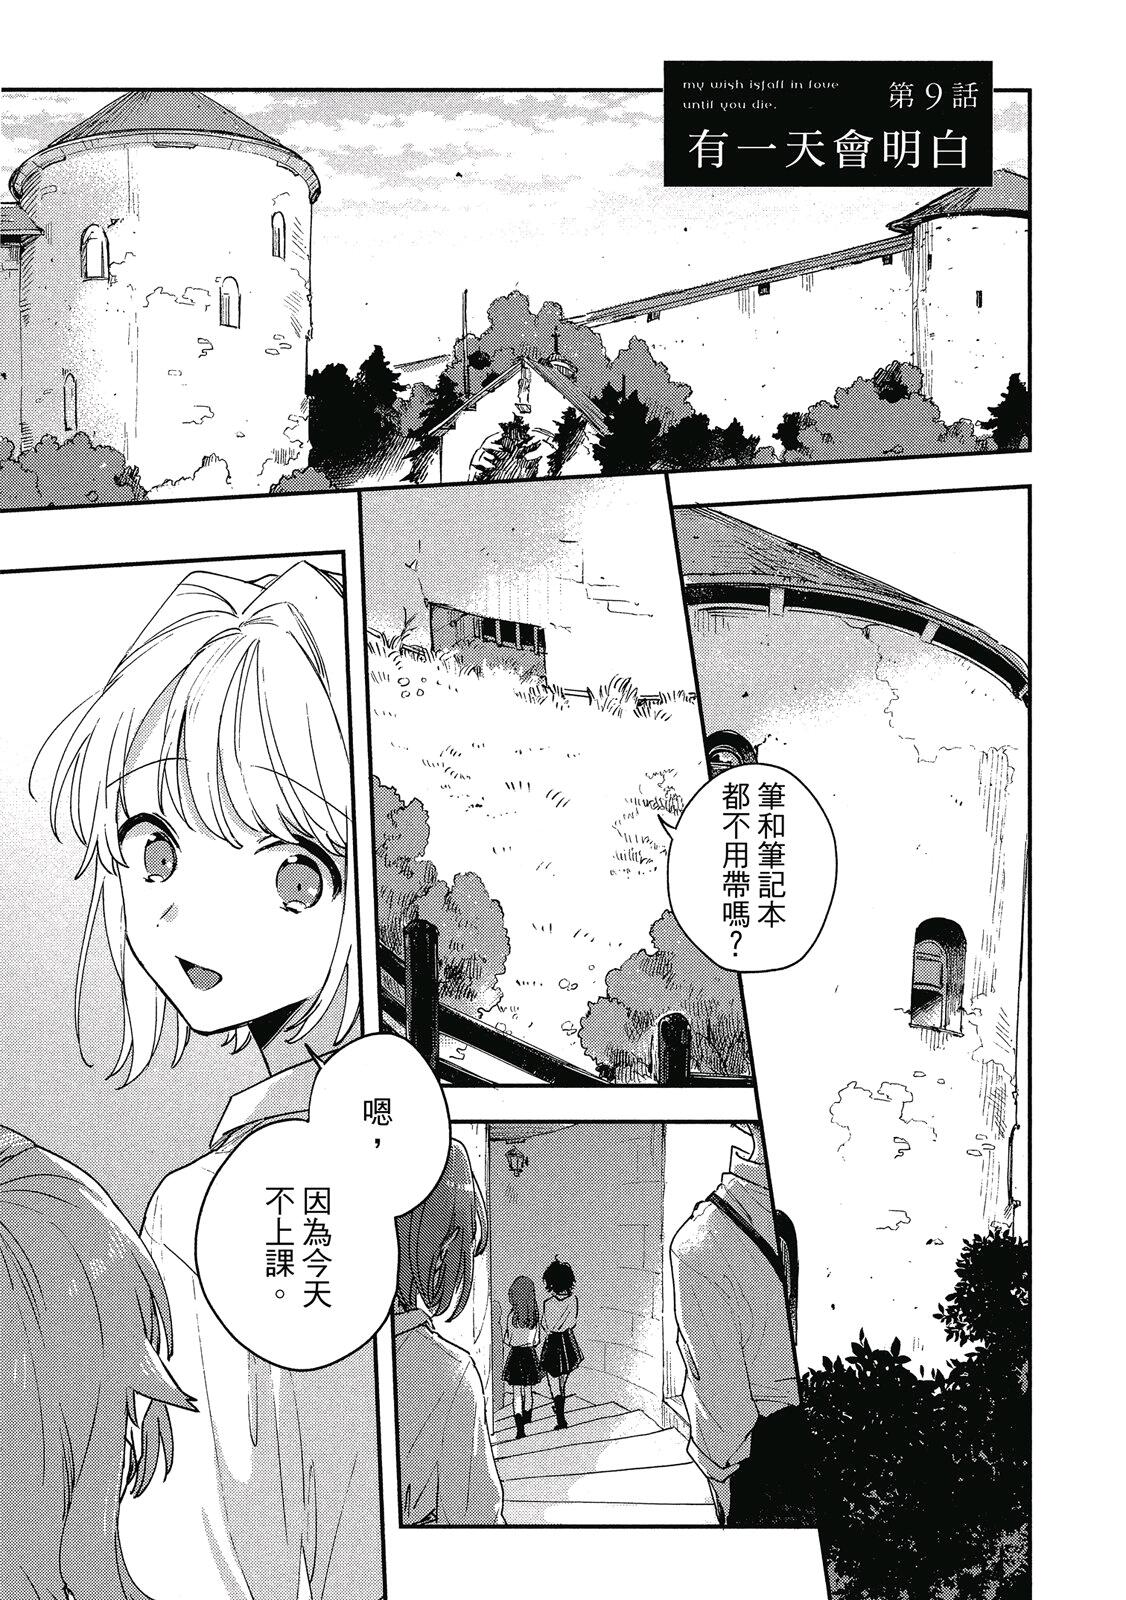 my wish is fall in love
until you die.
第9話
有一天會明白
筆和筆記本
都不用帶嗎?
嗯,
因為今天
不上課。